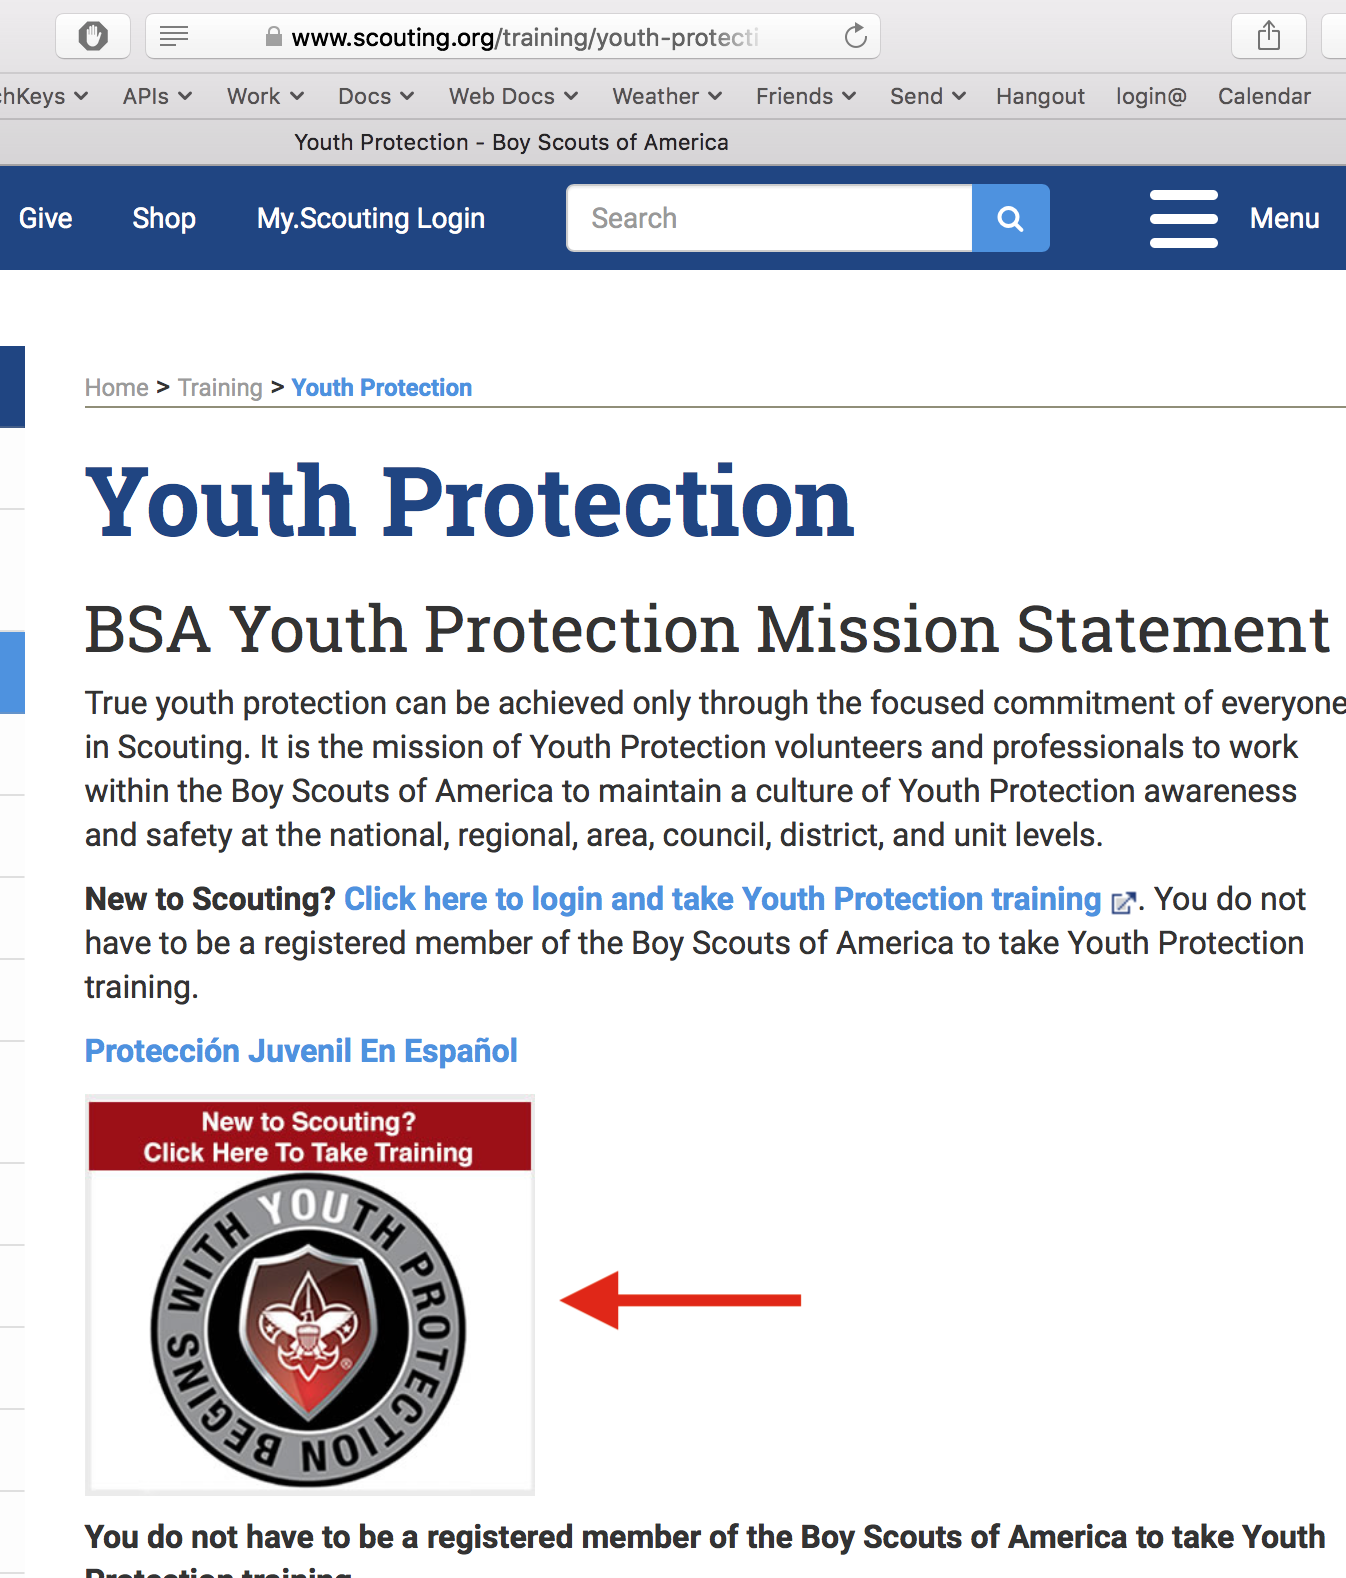 www.scouting.org/training/youth-protecti
hKeys APIs Work Docs Web Docs Weather Friends Send Hangout login@ Calendar
Youth Protection - Boy Scouts of America
Give Shop My.Scouting Login Search Menu
Home > Training > Youth Protection
Youth Protection
BSA Youth Protection Mission Statement
True youth protection can be achieved only through the focused commitment of everyone
in Scouting. It is the mission of Youth Protection volunteers and professionals to work
within the Boy Scouts of America to maintain a culture of Youth Protection awareness
and safety at the national, regional, area, council, district, and unit levels.
New to Scouting? Click here to login and take Youth Protection training. You do not
have to be a registered member of the Boy Scouts of America to take Youth Protection
training.
Protección Juvenil En Español
New to Scouting?
Click Here To Take Training
BEGINS WITH YOUTH PROTECTION
®
You do not have to be a registered member of the Boy Scouts of America to take Youth
Protection training